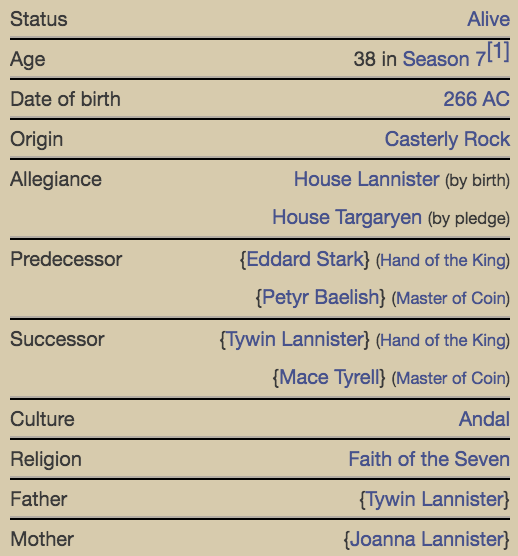 Status Alive
Age 38 in Season 7[1]
Date of birth 266 AC
Origin Casterly Rock
Allegiance House Lannister (by birth)
House Targaryen (by pledge)
Predecessor {Eddard Stark} (Hand of the King)
{Petyr Baelish} (Master of Coin)
Successor {Tywin Lannister} (Hand of the King)
{Mace Tyrell} (Master of Coin)
Culture Andal
Religion Faith of the Seven
Father {Tywin Lannister}
Mother {Joanna Lannister}